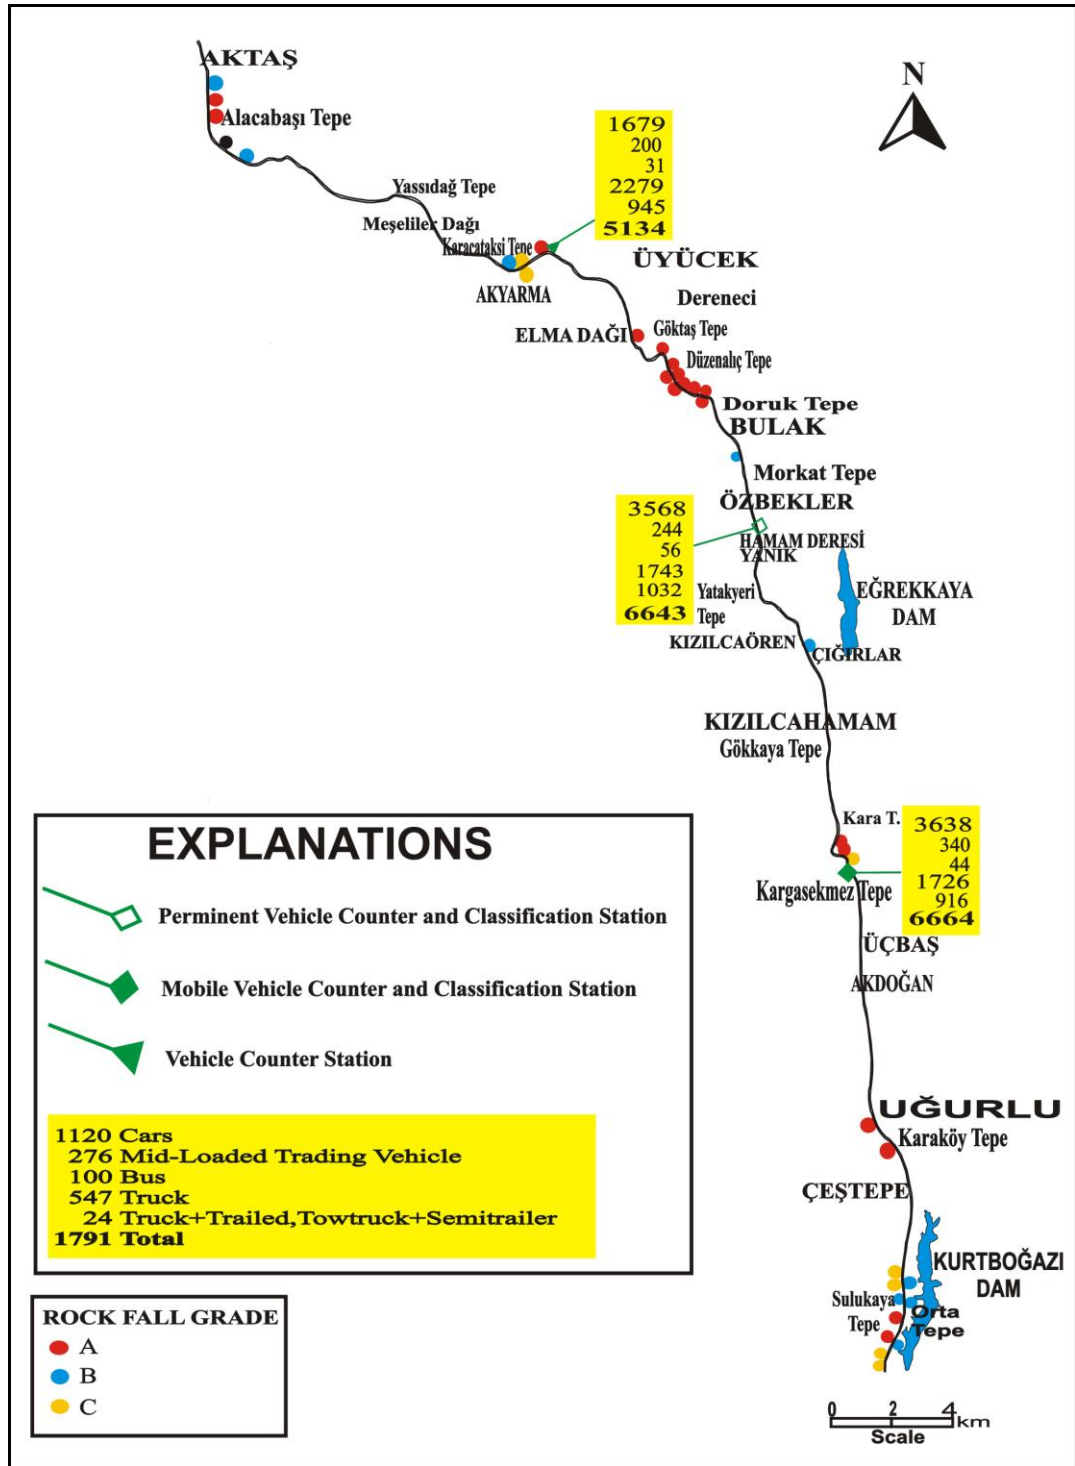 AKTAŞ
N
Alacabaşı Tepe
1679
200
31
2279
945
5134
Yassıdağ Tepe
Meşeliler Dağı
Karacataksi Tepe
ÜYÜCEK
AKYARMA
Dereneci
ELMA DAĞI
Göktaş Tepe
Düzenalıç Tepe
Doruk Tepe
BULAK
Morkat Tepe
ÖZBEKLER
3568
244
56
1743
1032
6643
HAMAM DERESİ
YANIK
Yatakyeri
Tepe
EĞREKKAYA
DAM
KIZILCAÖREN
ÇIĞIRLAR
KIZILCAHAMAM
Gökkaya Tepe
Kara T.
3638
340
44
1726
916
6664
Kargasekmez Tepe
ÜÇBAŞ
AKDOĞAN
UĞURLU
Karaköy Tepe
ÇEŞTEPE
KURTBOĞAZI
DAM
Sulukaya
Tepe
Orta
Tepe
EXPLANATIONS
Perminent Vehicle Counter and Classification Station
Mobile Vehicle Counter and Classification Station
Vehicle Counter Station
1120 Cars
276 Mid-Loaded Trading Vehicle
100 Bus
547 Truck
24 Truck+Trailed,Towtruck+Semitrailer
1791 Total
ROCK FALL GRADE
A
B
C
0 2 4 km
Scale